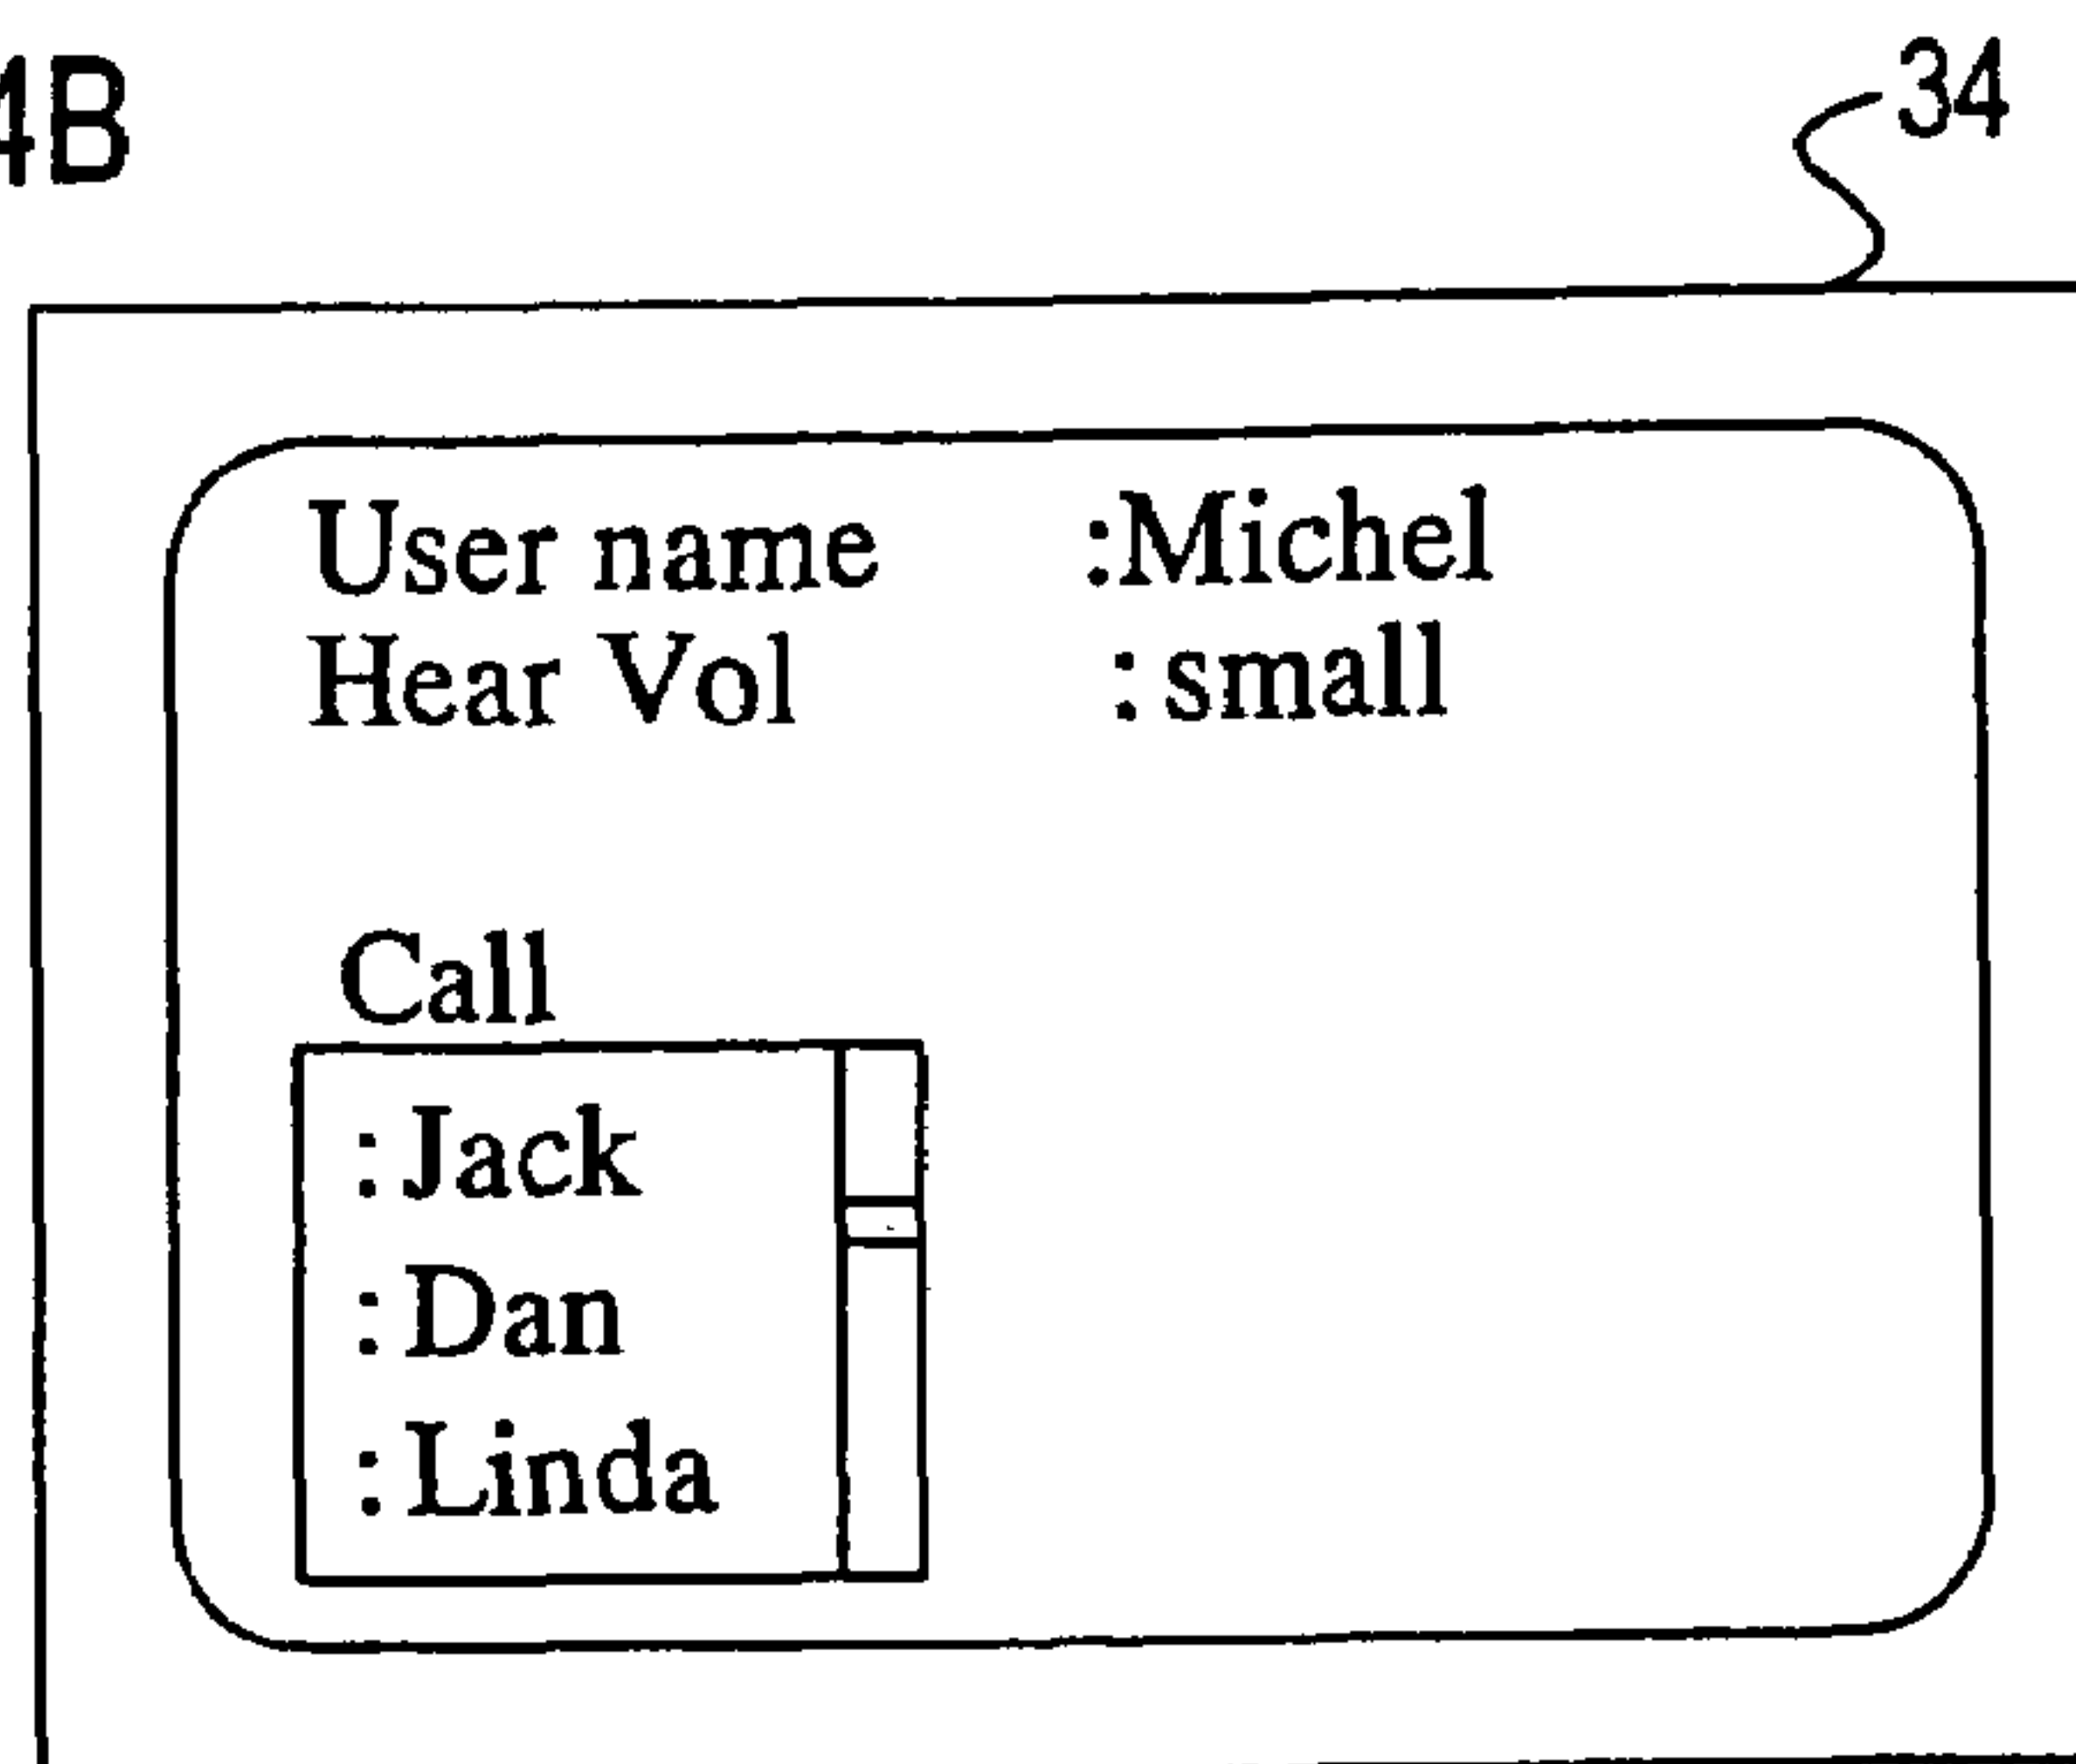 4B
34
User name :Michel
Hear Vol : small
Call
: Jack
: Dan
: Linda